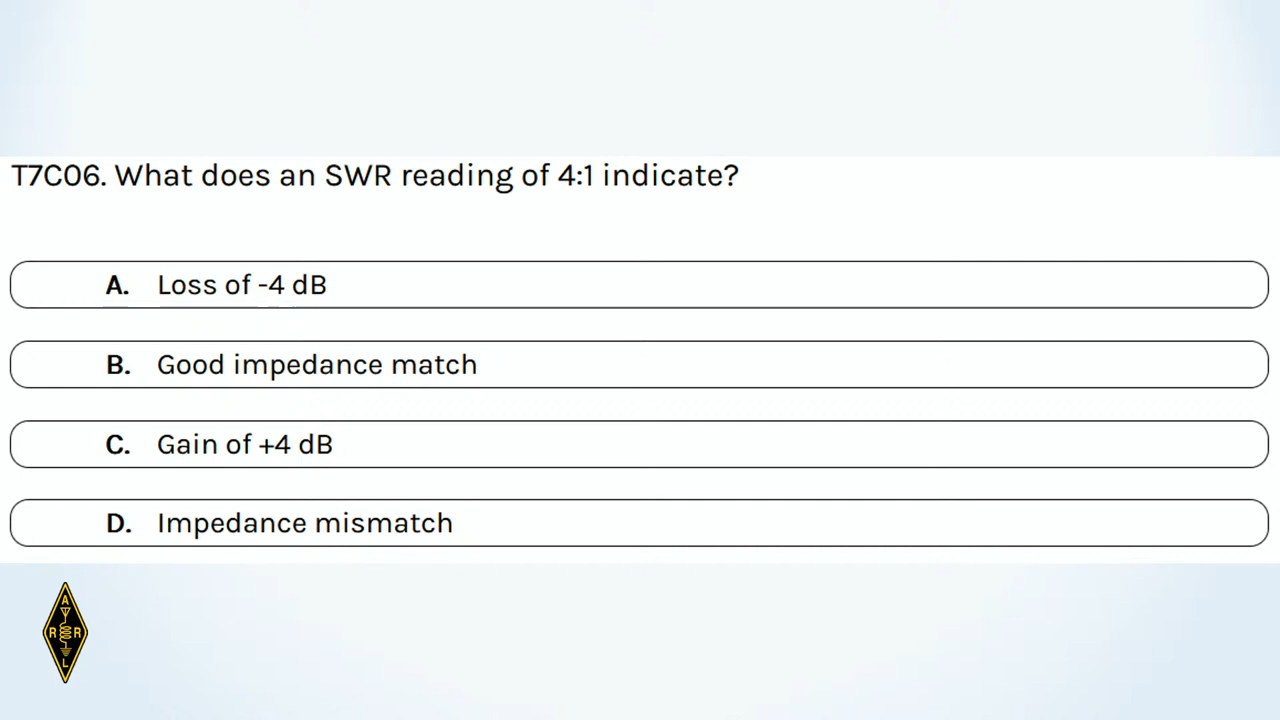 T7C06. What does an SWR reading of 4:1 indicate?
A. Loss of -4 dB
B. Good impedance match
C. Gain of +4 dB
D. Impedance mismatch
A
R R
L